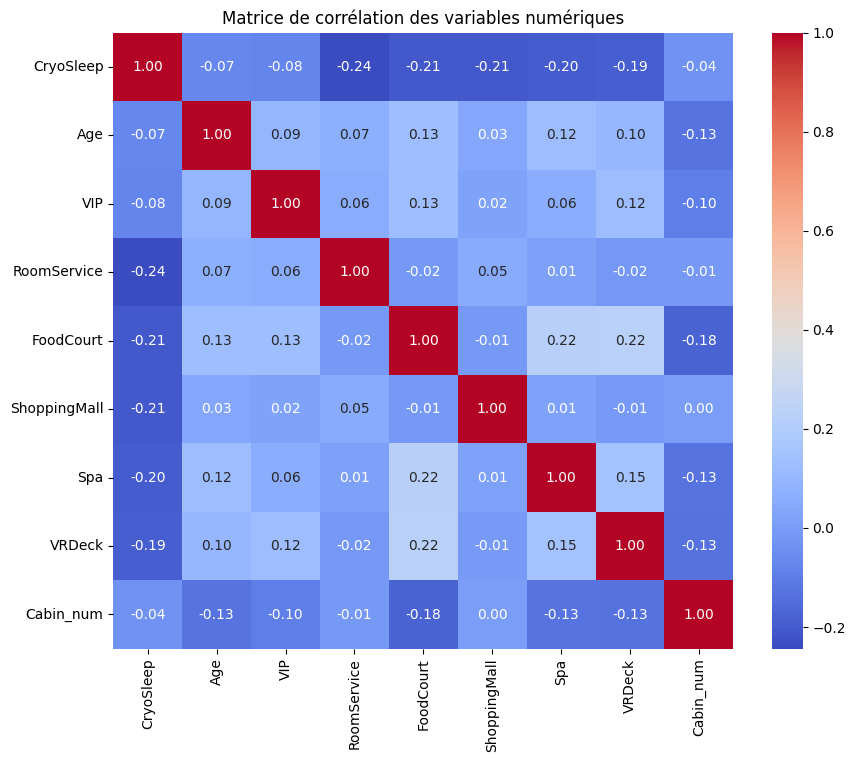 Matrice de corrélation des variables numériques
CryoSleep 1.00 -0.07 -0.08 -0.24 -0.21 -0.21 -0.20 -0.19 -0.04
Age -0.07 1.00 0.09 0.07 0.13 0.03 0.12 0.10 -0.13
VIP -0.08 0.09 1.00 0.06 0.13 0.02 0.06 0.12 -0.10
RoomService -0.24 0.07 0.06 1.00 -0.02 0.05 0.01 -0.02 -0.01
FoodCourt -0.21 0.13 0.13 -0.02 1.00 -0.01 0.22 0.22 -0.18
ShoppingMall -0.21 0.03 0.02 0.05 -0.01 1.00 0.01 -0.01 0.00
Spa -0.20 0.12 0.06 0.01 0.22 0.01 1.00 0.15 -0.13
VRDeck -0.19 0.10 0.12 -0.02 0.22 -0.01 0.15 1.00 -0.13
Cabin_num -0.04 -0.13 -0.10 -0.01 -0.18 0.00 -0.13 -0.13 1.00
CryoSleep
Age
VIP
RoomService
FoodCourt
ShoppingMall
Spa
VRDeck
Cabin_num
1.0
0.8
0.6
0.4
0.2
0.0
−0.2